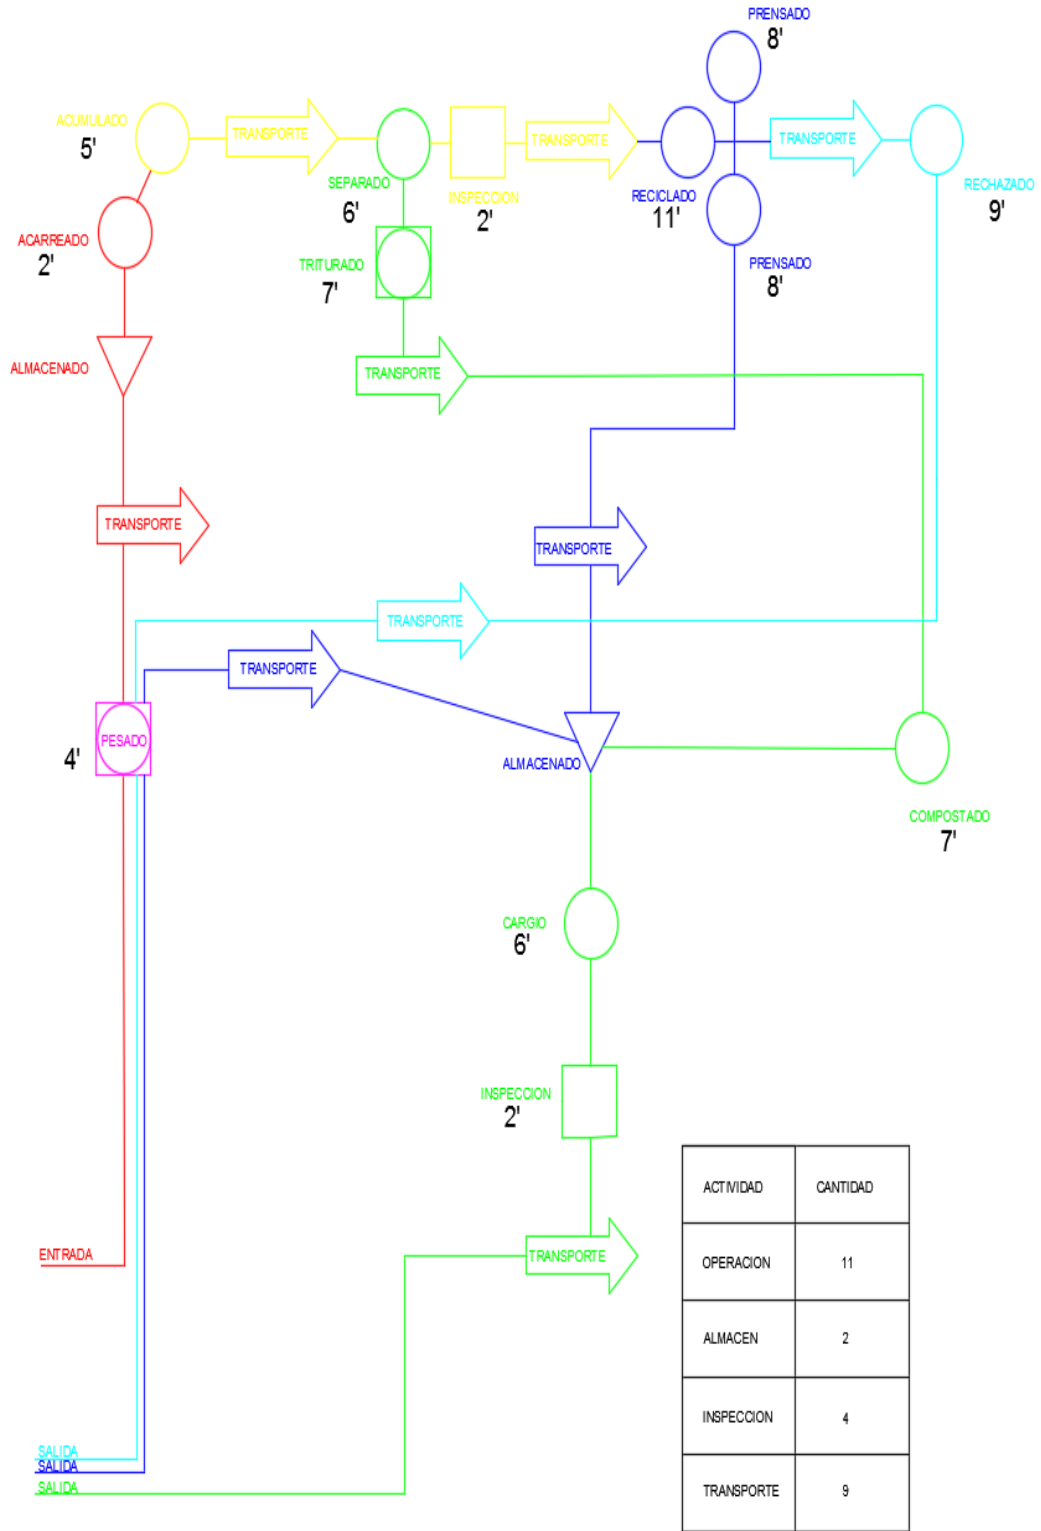 PRENSADO
8'
ACUMULADO
5'
TRANSPORTE
TRANSPORTE
TRANSPORTE
SEPARADO
6'
INSPECCION
2'
RECICLADO
11'
RECHAZADO
9'
ACARREADO
2'
TRITURADO
7'
PRENSADO
8'
ALMACENADO
TRANSPORTE
TRANSPORTE
TRANSPORTE
TRANSPORTE
TRANSPORTE
PESADO
4'
ALMACENADO
COMPOSTADO
7'
CARGIO
6'
INSPECCION
2'
ENTRADA
TRANSPORTE
SALIDA
SALIDA
SALIDA
ACTIVIDAD CANTIDAD
OPERACION 11
ALMACEN 2
INSPECCION 4
TRANSPORTE 9